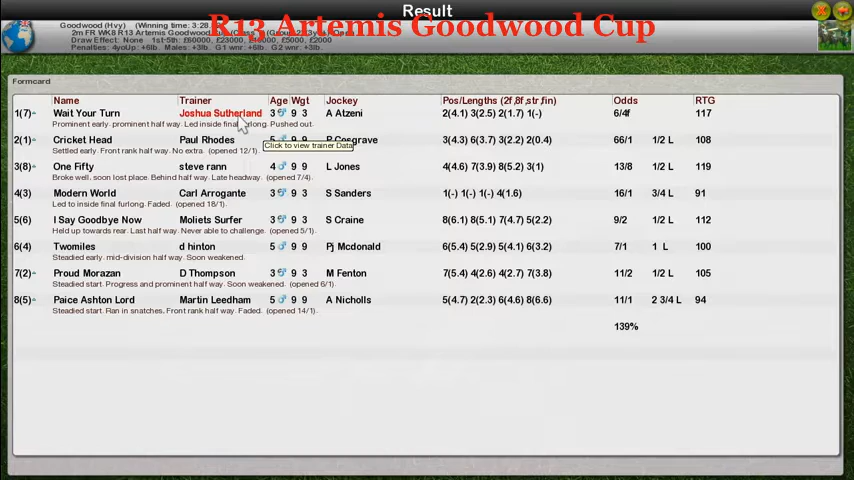 Result
R13 Artemis Goodwood Cup
Goodwood (Hvy) (Winning time: 3:28.
2m FR WK8 R13 Artemis Goodwood Cup
Draw Effect: None 1st-5th: £60000, £23000,
Penalties: 4yoUp: +6lb. Males: +3lb. G1 wnr: +6lb. G2 wnr: +3lb.
Formcard
Name Trainer Age Wgt Jockey Pos/Lengths (2f,8f,str,fin) Odds RTG
1(7) Wait Your Turn Joshua Sutherland 3 9 3 A Atzeni 2(4.1) 3(2.5) 2(1.7) 1(-) 6/4f 117
Prominent early. prominent half way. Led inside final furlong. Pushed out.
2(1) Cricket Head Paul Rhodes 5 9 9 P Cosgrave 3(4.3) 6(3.7) 3(2.2) 2(0.4) 66/1 1/2 L 108
Settled early. Front rank half way. No extra. (opened 12/1)
Click to view trainer Data
3(8) One Fifty steve rann 4 9 9 L Jones 4(4.6) 7(3.9) 8(5.2) 3(1) 13/8 1/2 L 119
Broke well, soon lost place. Behind half way. Late headway. (opened 7/4)
4(3) Modern World Carl Arrogante 3 9 3 S Sanders 1(-) 1(-) 1(-) 4(1.6) 16/1 3/4 L 91
Led to inside final furlong. Faded. (opened 18/1)
5(6) I Say Goodbye Now Moliets Surfer 3 9 3 S Craine 8(6.1) 8(5.1) 7(4.7) 5(2.2) 9/2 1/2 L 112
Held up towards rear. Last half way. Never able to challenge. (opened 5/1)
6(4) Twomiles d hinton 5 9 9 Pj Mcdonald 6(5.4) 5(2.9) 5(4.1) 6(3.2) 7/1 1 L 100
Steadied early. mid-division half way. Soon weakened.
7(2) Proud Morazan D Thompson 3 9 3 M Fenton 7(5.4) 4(2.6) 4(2.7) 7(3.8) 11/2 1/2 L 105
Steadied start. Progress and prominent half way. Soon weakened. (opened 6/1)
8(5) Paice Ashton Lord Martin Leedham 5 9 9 A Nicholls 5(4.7) 2(2.3) 6(4.6) 8(6.6) 11/1 2 3/4 L 94
Steadied start. Ran in snatches, Front rank half way. Faded. (opened 14/1)
139%